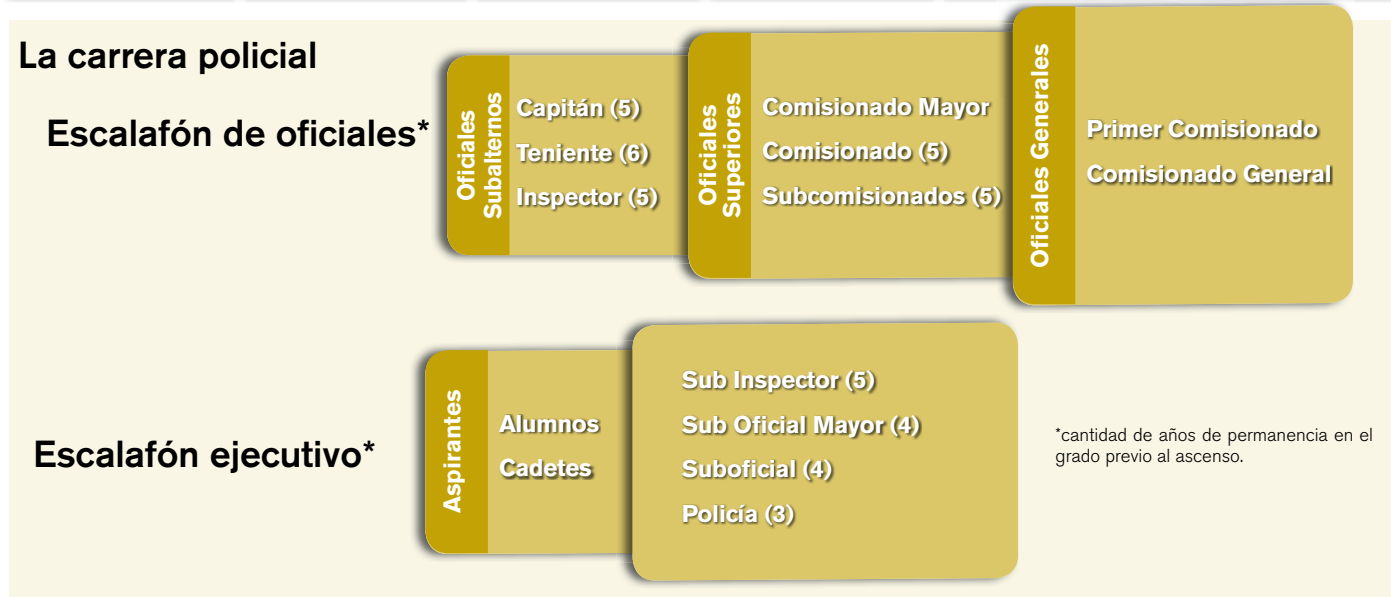 La carrera policial
Escalafón de oficiales*
Oficiales
Subalternos
Capitán (5)
Teniente (6)
Inspector (5)
Oficiales
Superiores
Comisionado Mayor
Comisionado (5)
Subcomisionados (5)
Oficiales Generales
Primer Comisionado
Comisionado General
Escalafón ejecutivo*
Aspirantes
Alumnos
Cadetes
Sub Inspector (5)
Sub Oficial Mayor (4)
Suboficial (4)
Policía (3)
*cantidad de años de permanencia en el
grado previo al ascenso.